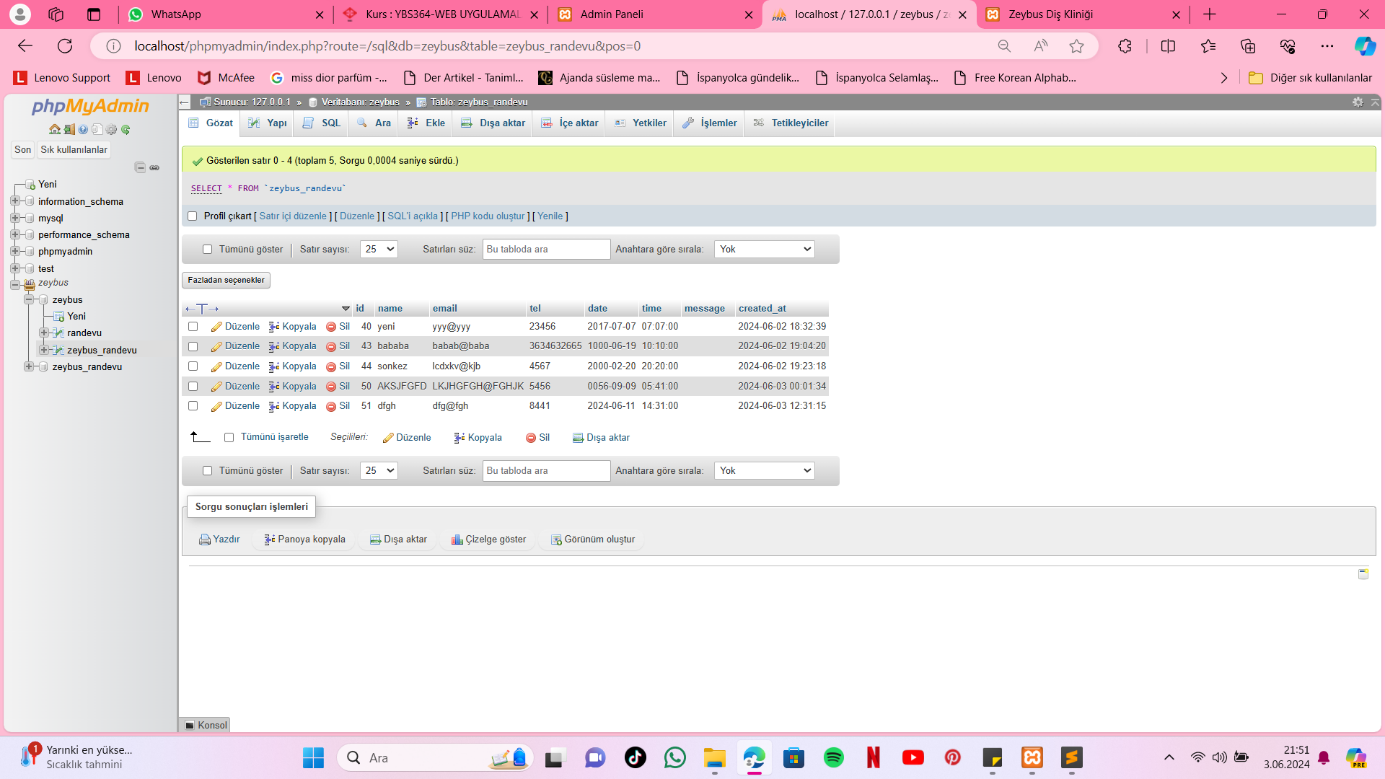 WhatsApp
Kurs : YBS364-WEB UYGULAMAL
Admin Paneli
localhost / 127.0.0.1 / zeybus / z
Zeybus Diş Kliniği
localhost/phpmyadmin/index.php?route=/sql&db=zeybus&table=zeybus_randevu&pos=0
Lenovo Support
Lenovo
McAfee
miss dior parfüm -...
Der Artikel - Tanıml...
Ajanda süsleme ma...
İspanyolca gündelik...
İspanyolca Selamlaş...
Free Korean Alphab...
Diğer sık kullanılanlar
phpMyAdmin
Son Sık kullanılanlar
Yeni
information_schema
mysql
performance_schema
phpmyadmin
test
zeybus
zeybus
Yeni
randevu
zeybus_randevu
zeybus_randevu
Sunucu: 127.0.0.1 » Veritabanı: zeybus » Tablo: zeybus_randevu
Gözat Yapı SQL Ara Ekle Dışa aktar İçe aktar Yetkiler İşlemler Tetikleyiciler
Gösterilen satır 0 - 4 (toplam 5, Sorgu 0,0004 saniye sürdü.)
SELECT * FROM `zeybus_randevu`
Profil çıkart [ Satır içi düzenle ] [ Düzenle ] [ SQL'i açıkla ] [ PHP kodu oluştur ] [ Yenile ]
Tümünü göster Satır sayısı: 25 Satırları süz: Bu tabloda ara Anahtara göre sırala: Yok
Fazladan seçenekler
id name email tel date time message created_at
Düzenle Kopyala Sil 40 yeni yyy@yyy 23456 2017-07-07 07:07:00 2024-06-02 18:32:39
Düzenle Kopyala Sil 43 bababa babab@baba 3634632665 1000-06-19 10:10:00 2024-06-02 19:04:20
Düzenle Kopyala Sil 44 sonkez lcdxkv@kjb 4567 2000-02-20 20:20:00 2024-06-02 19:23:18
Düzenle Kopyala Sil 50 AKSJFGFD LKJHGFGH@FGHJK 5456 0056-09-09 05:41:00 2024-06-03 00:01:34
Düzenle Kopyala Sil 51 dfgh dfg@fgh 8441 2024-06-11 14:31:00 2024-06-03 12:31:15
Tümünü işaretle Seçilileri: Düzenle Kopyala Sil Dışa aktar
Tümünü göster Satır sayısı: 25 Satırları süz: Bu tabloda ara Anahtara göre sırala: Yok
Sorgu sonuçları işlemleri
Yazdır Panoya kopyala Dışa aktar Çizelge göster Görünüm oluştur
Konsol
1
Yarınki en yükse...
Sıcaklık tahmini
Ara
21:51
3.06.2024
PRE